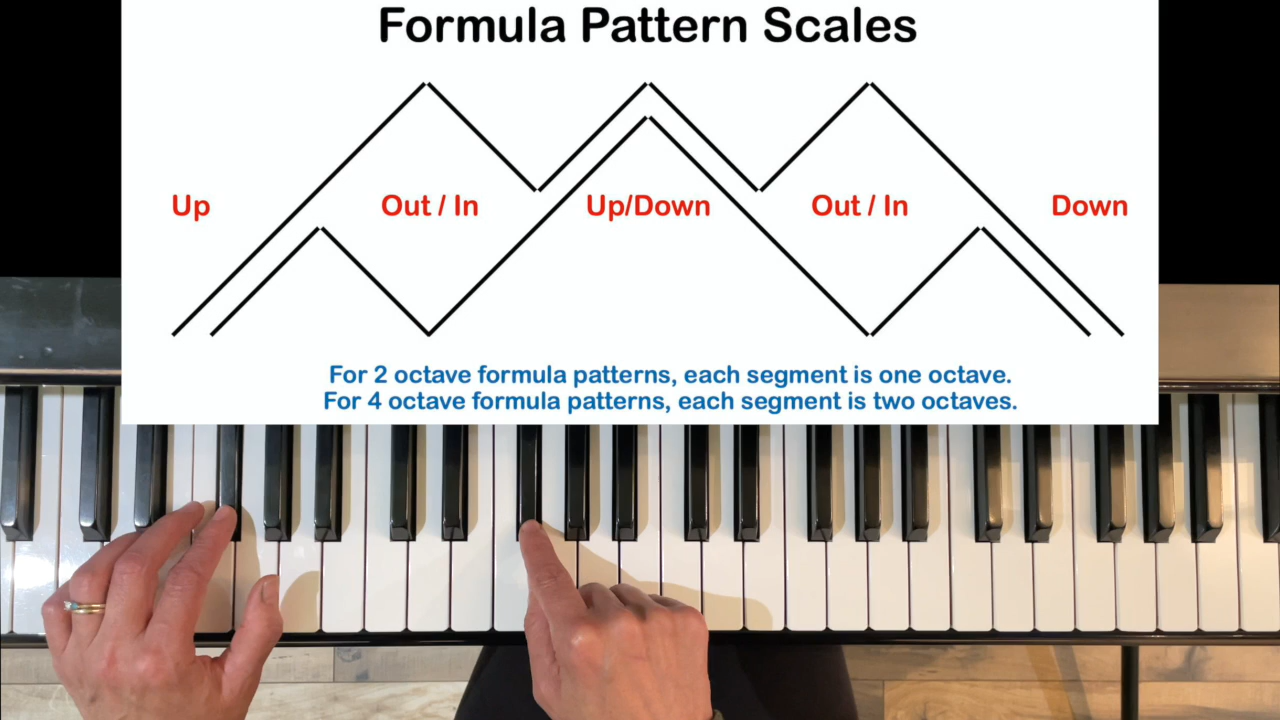 Formula Pattern Scales
Up
Out / In
Up/Down
Out / In
Down
For 2 octave formula patterns, each segment is one octave.
For 4 octave formula patterns, each segment is two octaves.